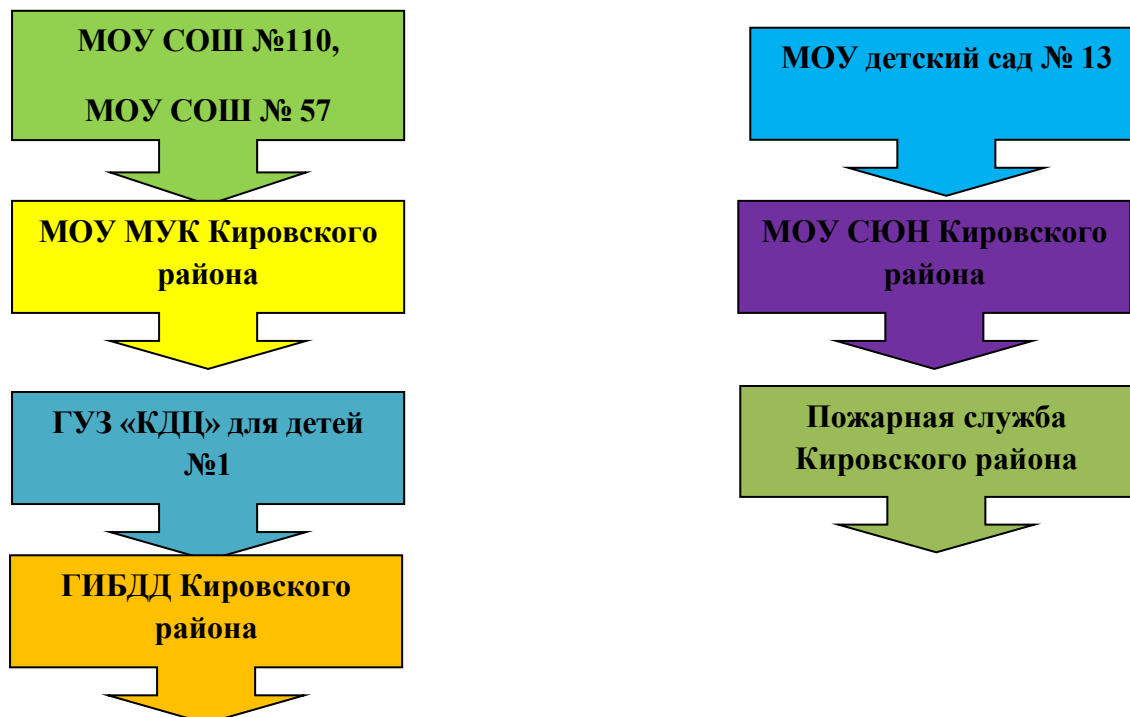 МОУ СОШ №110,
МОУ СОШ № 57
МОУ МУК Кировского
района
ГУЗ «КДЦ» для детей
№1
ГИБДД Кировского
района
МОУ детский сад № 13
МОУ СЮН Кировского
района
Пожарная служба
Кировского района